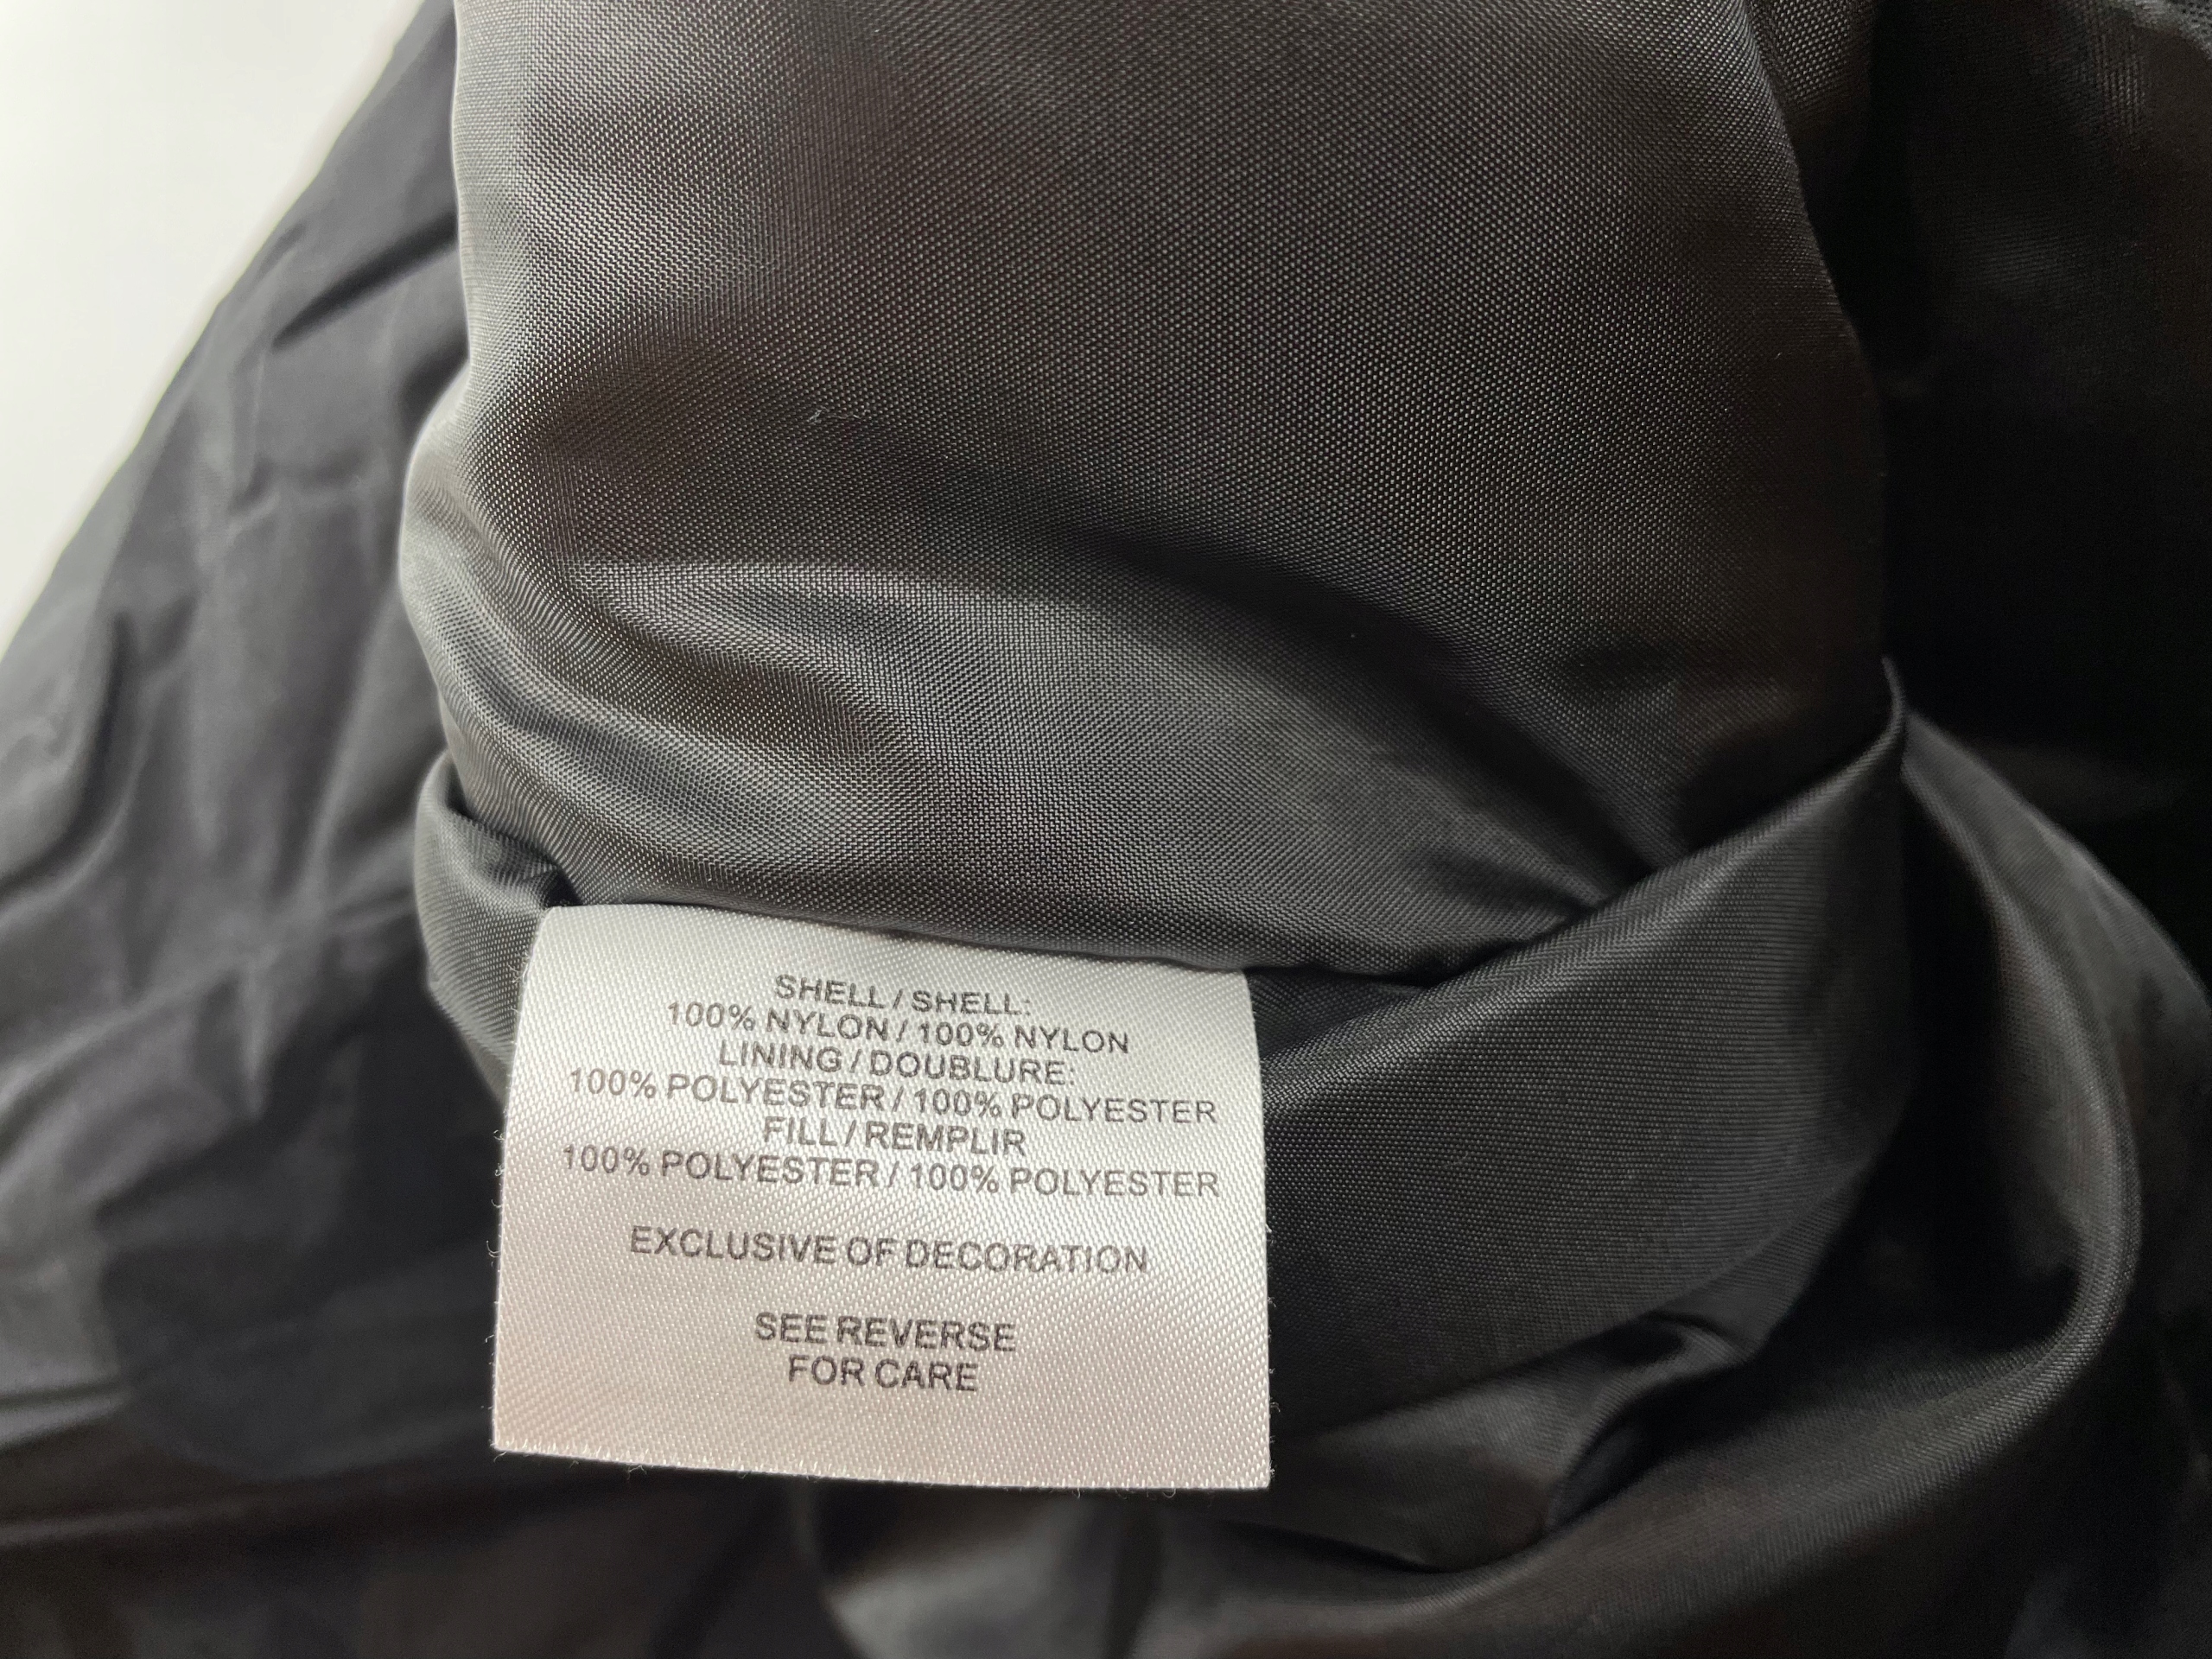 SHELL / SHELL:
100% NYLON / 100% NYLON
LINING / DOUBLURE:
100% POLYESTER / 100% POLYESTER
FILL / REMPLIR
100% POLYESTER / 100% POLYESTER
EXCLUSIVE OF DECORATION
SEE REVERSE
FOR CARE